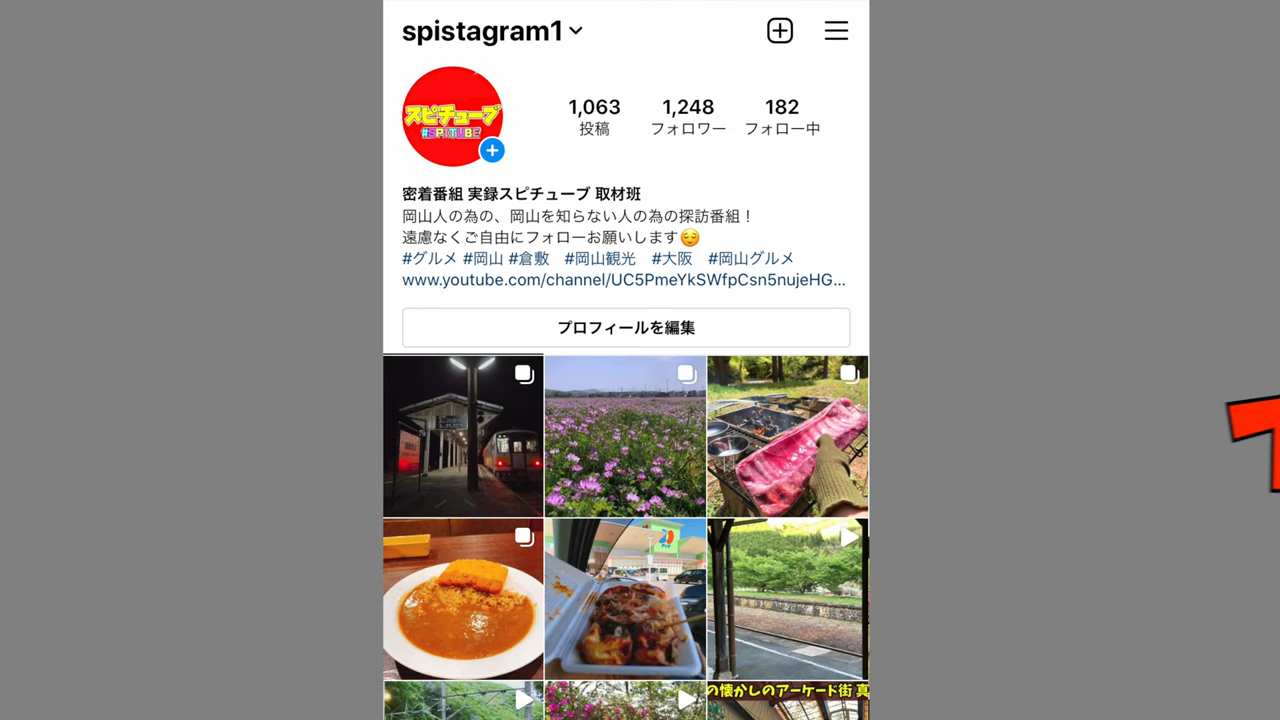 spistagram1
スピチューブ
#SPITUBE
1,063
投稿
1,248
フォロワー
182
フォロー中
密着番組 実録スピチューブ 取材班
岡山人の為の、岡山を知らない人の為の探訪番組！
遠慮なくご自由にフォローお願いします😌
#グルメ #岡山 #倉敷 #岡山観光 #大阪 #岡山グルメ
www.youtube.com/channel/UC5PmeYkSWfpCsn5nujeHG...
プロフィールを編集
の懐かしのアーケード街 真